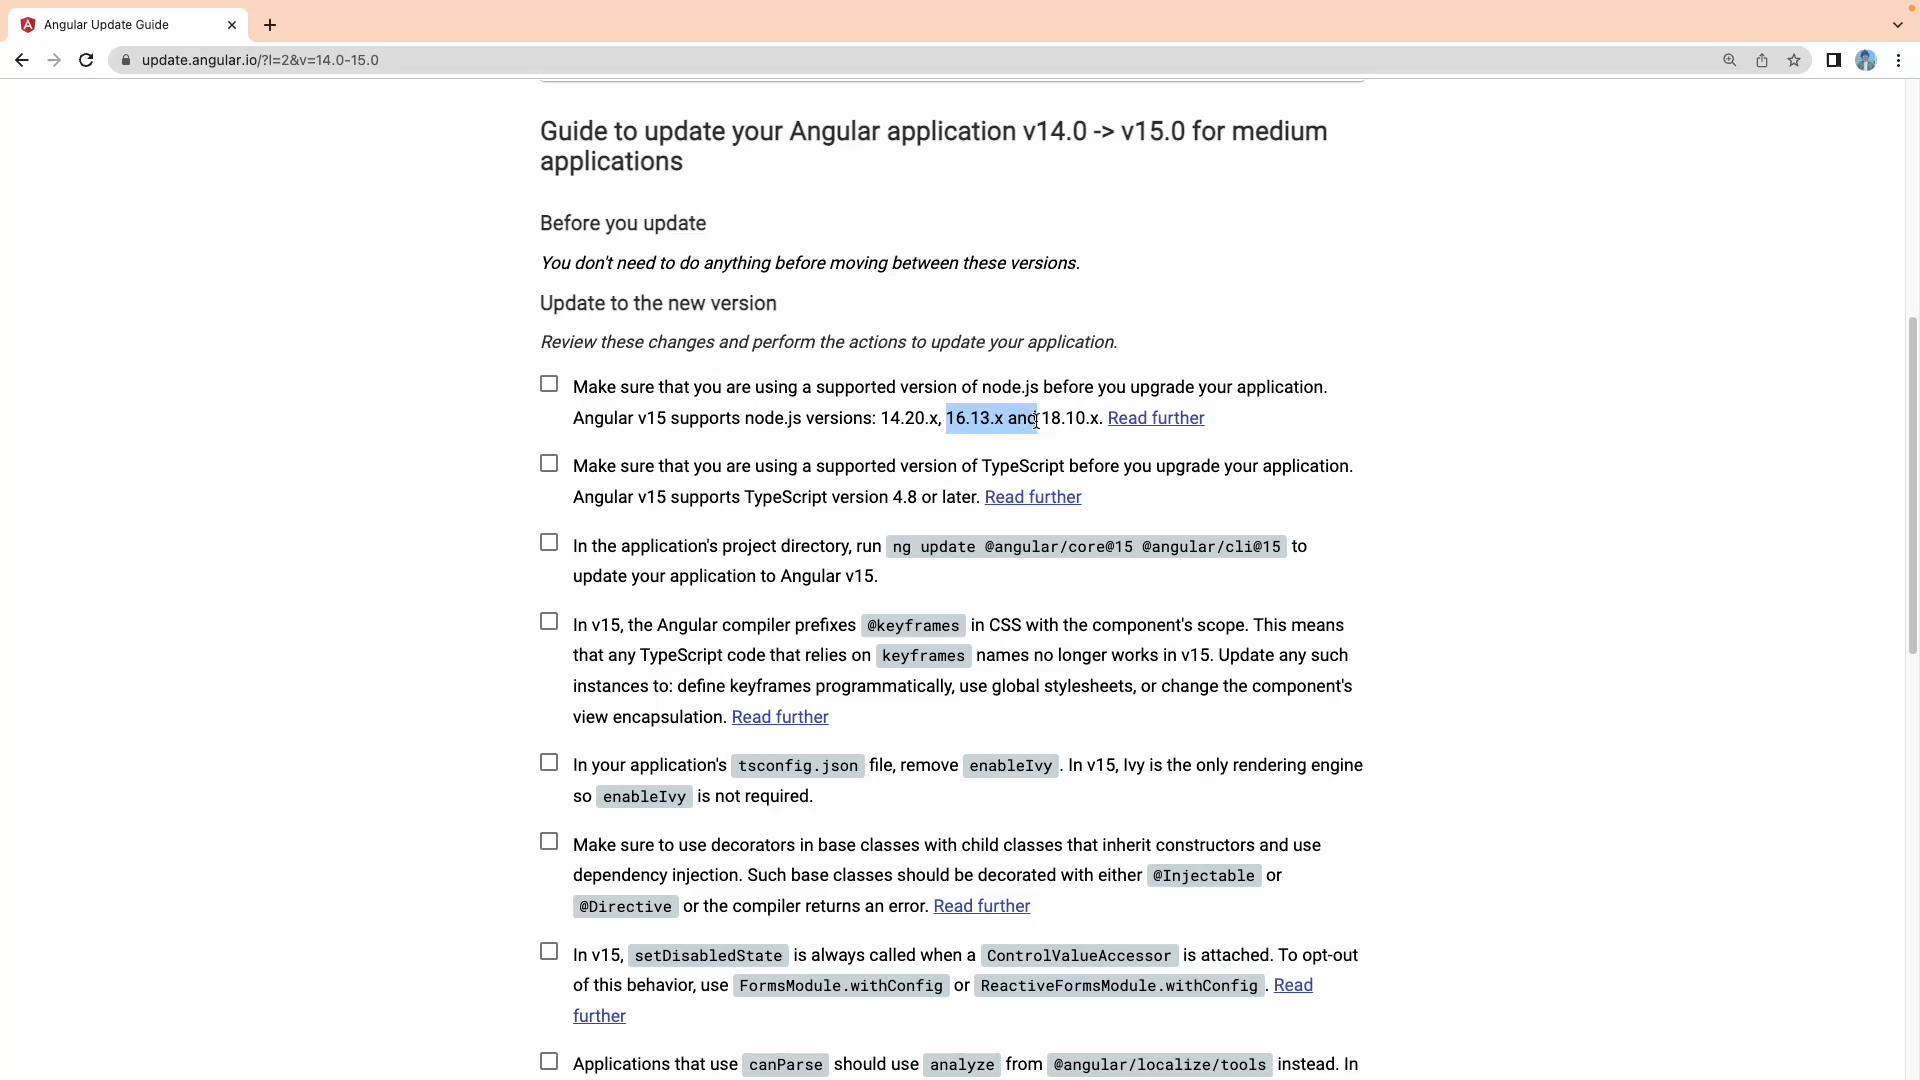 Angular Update Guide
update.angular.io/?l=2&v=14.0-15.0
Guide to update your Angular application v14.0 -> v15.0 for medium
applications
Before you update
You don't need to do anything before moving between these versions.
Update to the new version
Review these changes and perform the actions to update your application.
Make sure that you are using a supported version of node.js before you upgrade your application.
Angular v15 supports node.js versions: 14.20.x, 16.13.x and 18.10.x. Read further
Make sure that you are using a supported version of TypeScript before you upgrade your application.
Angular v15 supports TypeScript version 4.8 or later. Read further
In the application's project directory, run ng update @angular/core@15 @angular/cli@15 to
update your application to Angular v15.
In v15, the Angular compiler prefixes @keyframes in CSS with the component's scope. This means
that any TypeScript code that relies on keyframes names no longer works in v15. Update any such
instances to: define keyframes programmatically, use global stylesheets, or change the component's
view encapsulation. Read further
In your application's tsconfig.json file, remove enableIvy . In v15, Ivy is the only rendering engine
so enableIvy is not required.
Make sure to use decorators in base classes with child classes that inherit constructors and use
dependency injection. Such base classes should be decorated with either @Injectable or
@Directive or the compiler returns an error. Read further
In v15, setDisabledState is always called when a ControlValueAccessor is attached. To opt-out
of this behavior, use FormsModule.withConfig or ReactiveFormsModule.withConfig . Read
further
Applications that use canParse should use analyze from @angular/localize/tools instead. In